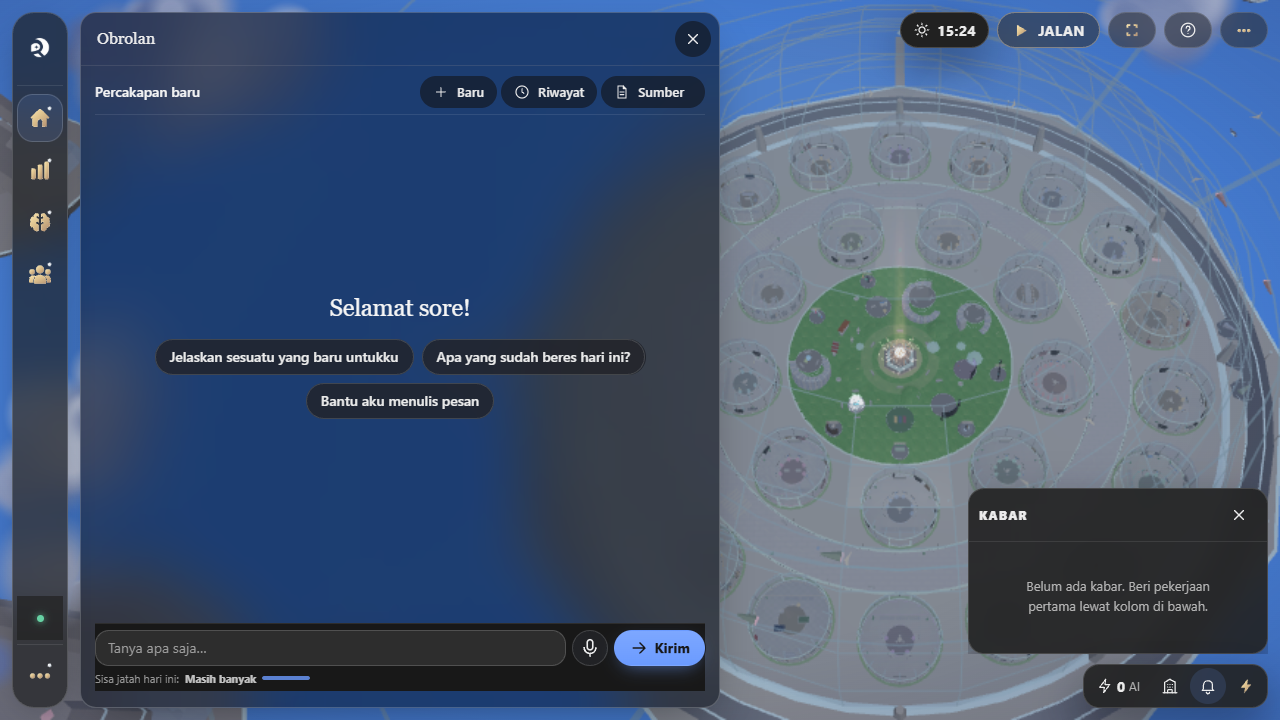 Obrolan
15:24
JALAN
Percakapan baru
Baru
Riwayat
Sumber
Selamat sore!
Jelaskan sesuatu yang baru untukku
Apa yang sudah beres hari ini?
Bantu aku menulis pesan
KABAR
Belum ada kabar. Beri pekerjaan
pertama lewat kolom di bawah.
Tanya apa saja...
Kirim
Sisa jatah hari ini: Masih banyak
0 AI